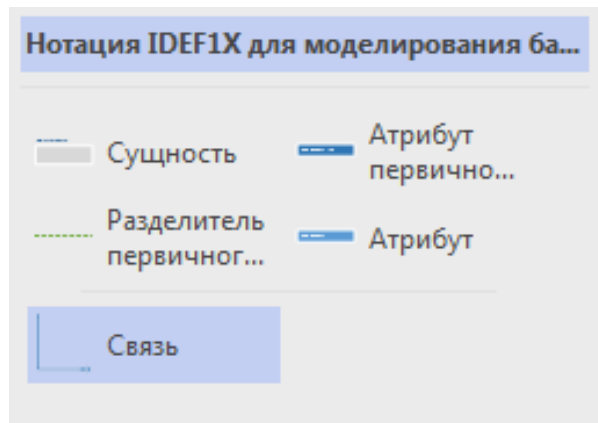 Нотация IDEF1X для моделирования ба...
Сущность
Атрибут
первично...
Разделитель
первичног...
Атрибут
Связь